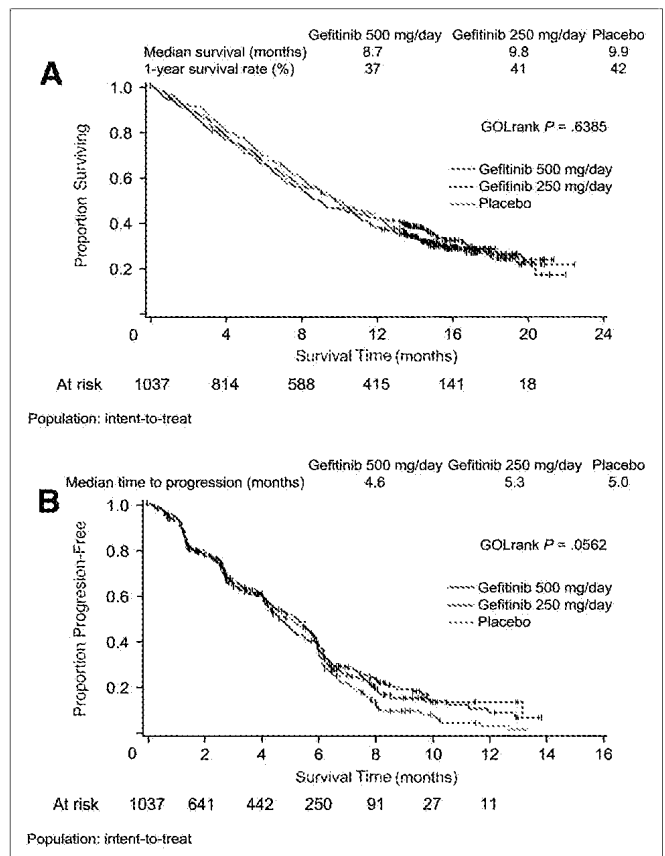 Gefitinib 500 mg/day Gefitinib 250 mg/day Placebo
Median survival (months) 8.7 9.8 9.9
1-year survival rate (%) 37 41 42
A
1.0
0.8
0.6
0.4
0.2
Proportion Surviving
GOLrank P = .6385
Gefitinib 500 mg/day
Gefitinib 250 mg/day
Placebo
0 4 8 12 16 20 24
Survival Time (months)
At risk 1037 814 588 415 141 18
Population: intent-to-treat
Gefitinib 500 mg/day Gefitinib 250 mg/day Placebo
Median time to progression (months) 4.6 5.3 5.0
B
1.0
0.8
0.6
0.4
0.2
Proportion Progresion-Free
GOLrank P = .0562
Gefitinib 500 mg/day
Gefitinib 250 mg/day
Placebo
0 2 4 6 8 10 12 14 16
Survival Time (months)
At risk 1037 641 442 250 91 27 11
Population: intent-to-treat